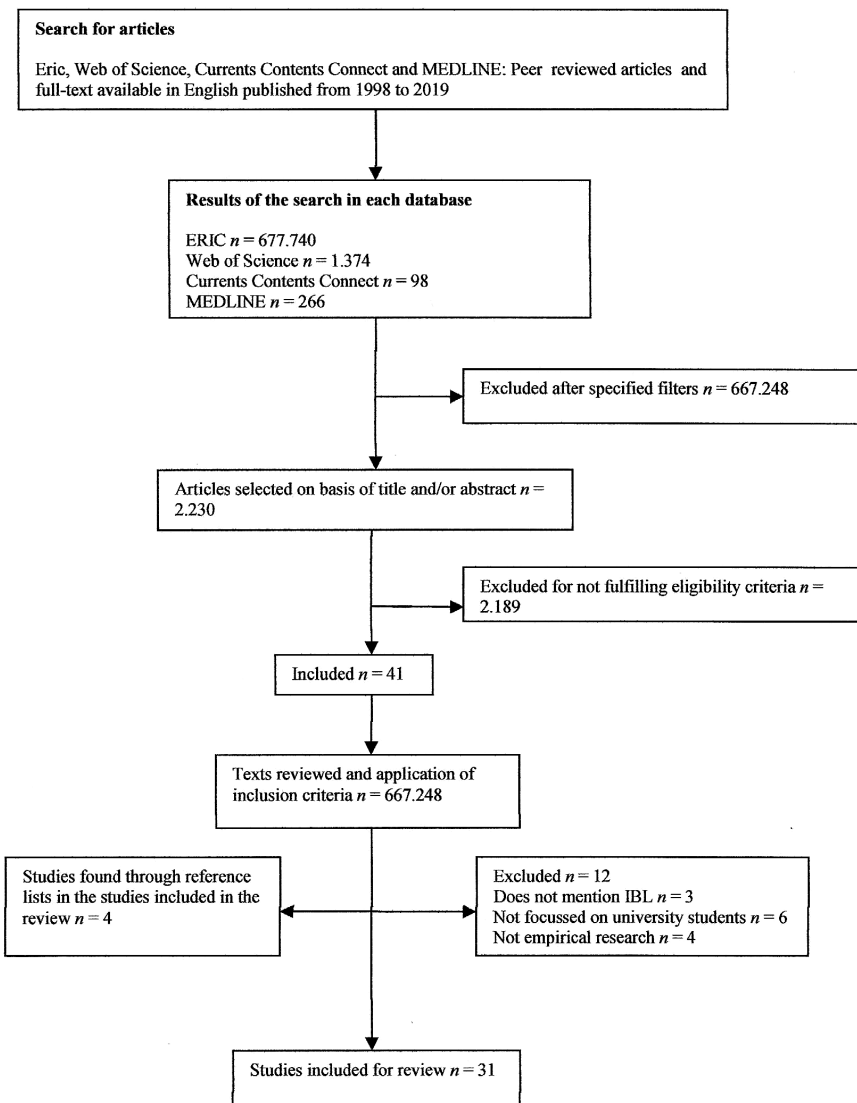 Search for articles
Eric, Web of Science, Currents Contents Connect and MEDLINE: Peer reviewed articles and
full-text available in English published from 1998 to 2019
Results of the search in each database
ERIC n = 677.740
Web of Science n = 1.374
Currents Contents Connect n = 98
MEDLINE n = 266
Excluded after specified filters n = 667.248
Articles selected on basis of title and/or abstract n =
2.230
Excluded for not fulfilling eligibility criteria n =
2.189
Included n = 41
Texts reviewed and application of
inclusion criteria n = 667.248
Studies found through reference
lists in the studies included in the
review n = 4
Excluded n = 12
Does not mention IBL n = 3
Not focussed on university students n = 6
Not empirical research n = 4
Studies included for review n = 31